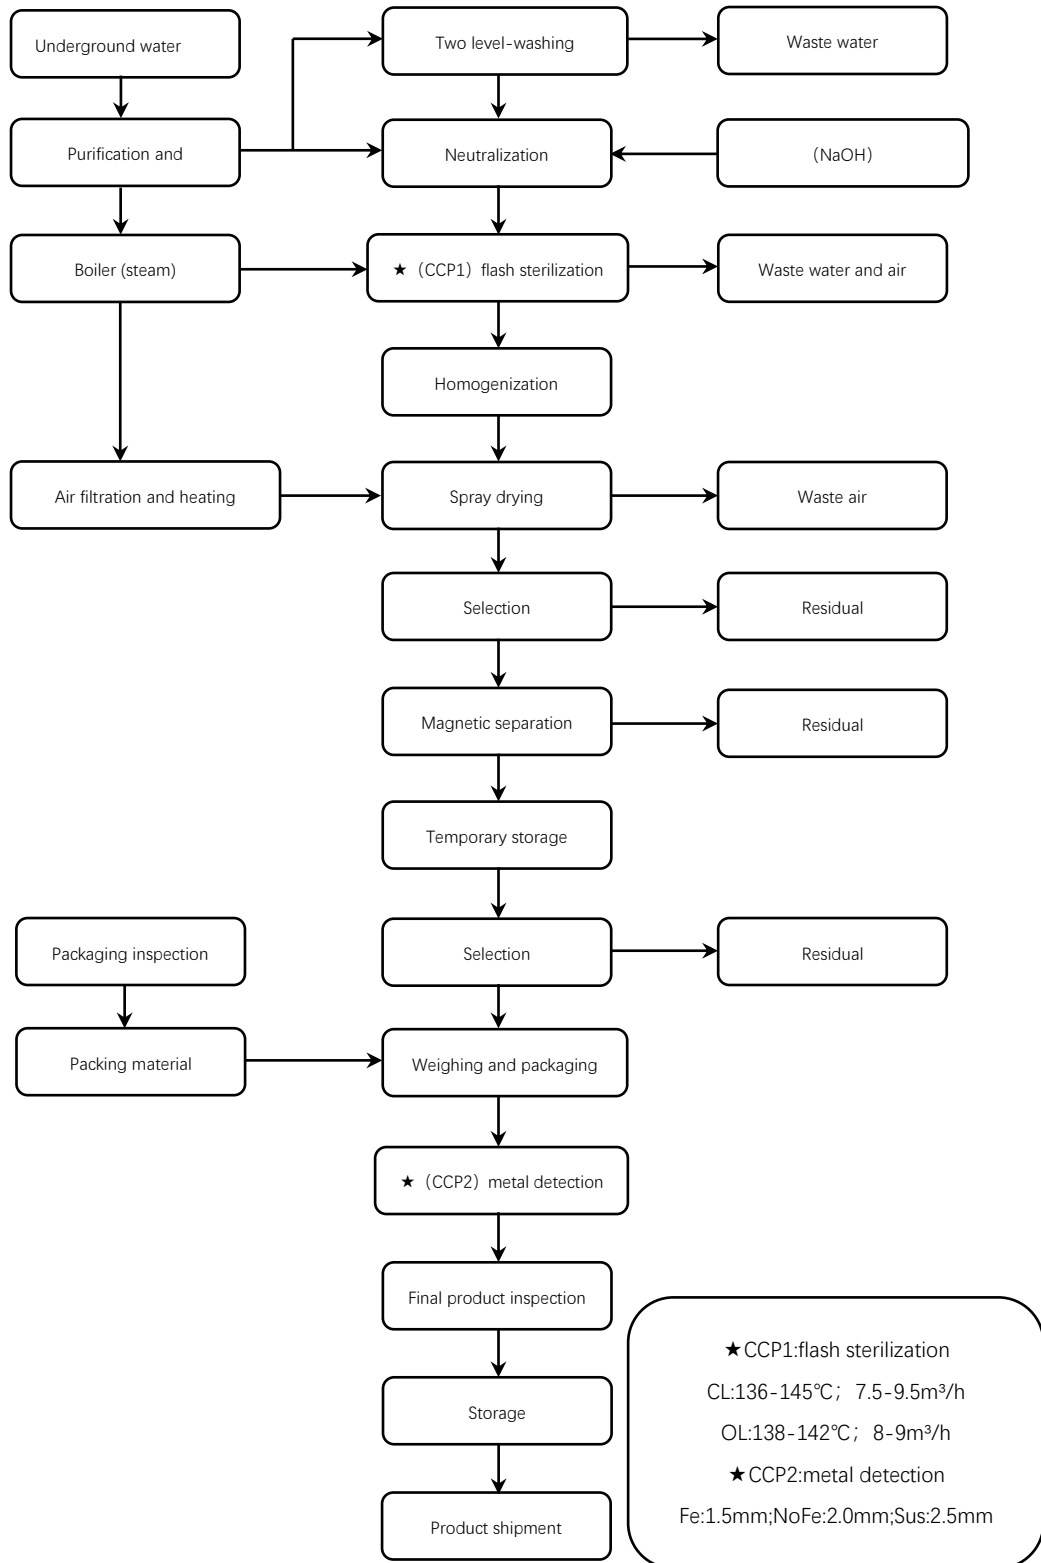 Underground water
Two level-washing
Waste water
Purification and
Neutralization
（NaOH）
Boiler (steam)
★（CCP1）flash sterilization
Waste water and air
Homogenization
Air filtration and heating
Spray drying
Waste air
Selection
Residual
Magnetic separation
Residual
Temporary storage
Packaging inspection
Selection
Residual
Packing material
Weighing and packaging
★（CCP2）metal detection
Final product inspection
Storage
Product shipment
★CCP1:flash sterilization
CL:136-145℃；7.5-9.5m³/h
OL:138-142℃；8-9m³/h
★CCP2:metal detection
Fe:1.5mm;NoFe:2.0mm;Sus:2.5mm